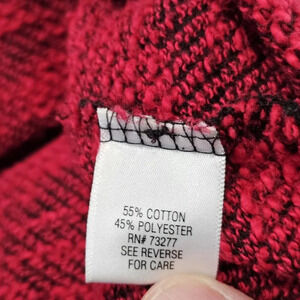 55% COTTON
45% POLYESTER
RN# 73277
SEE REVERSE
FOR CARE